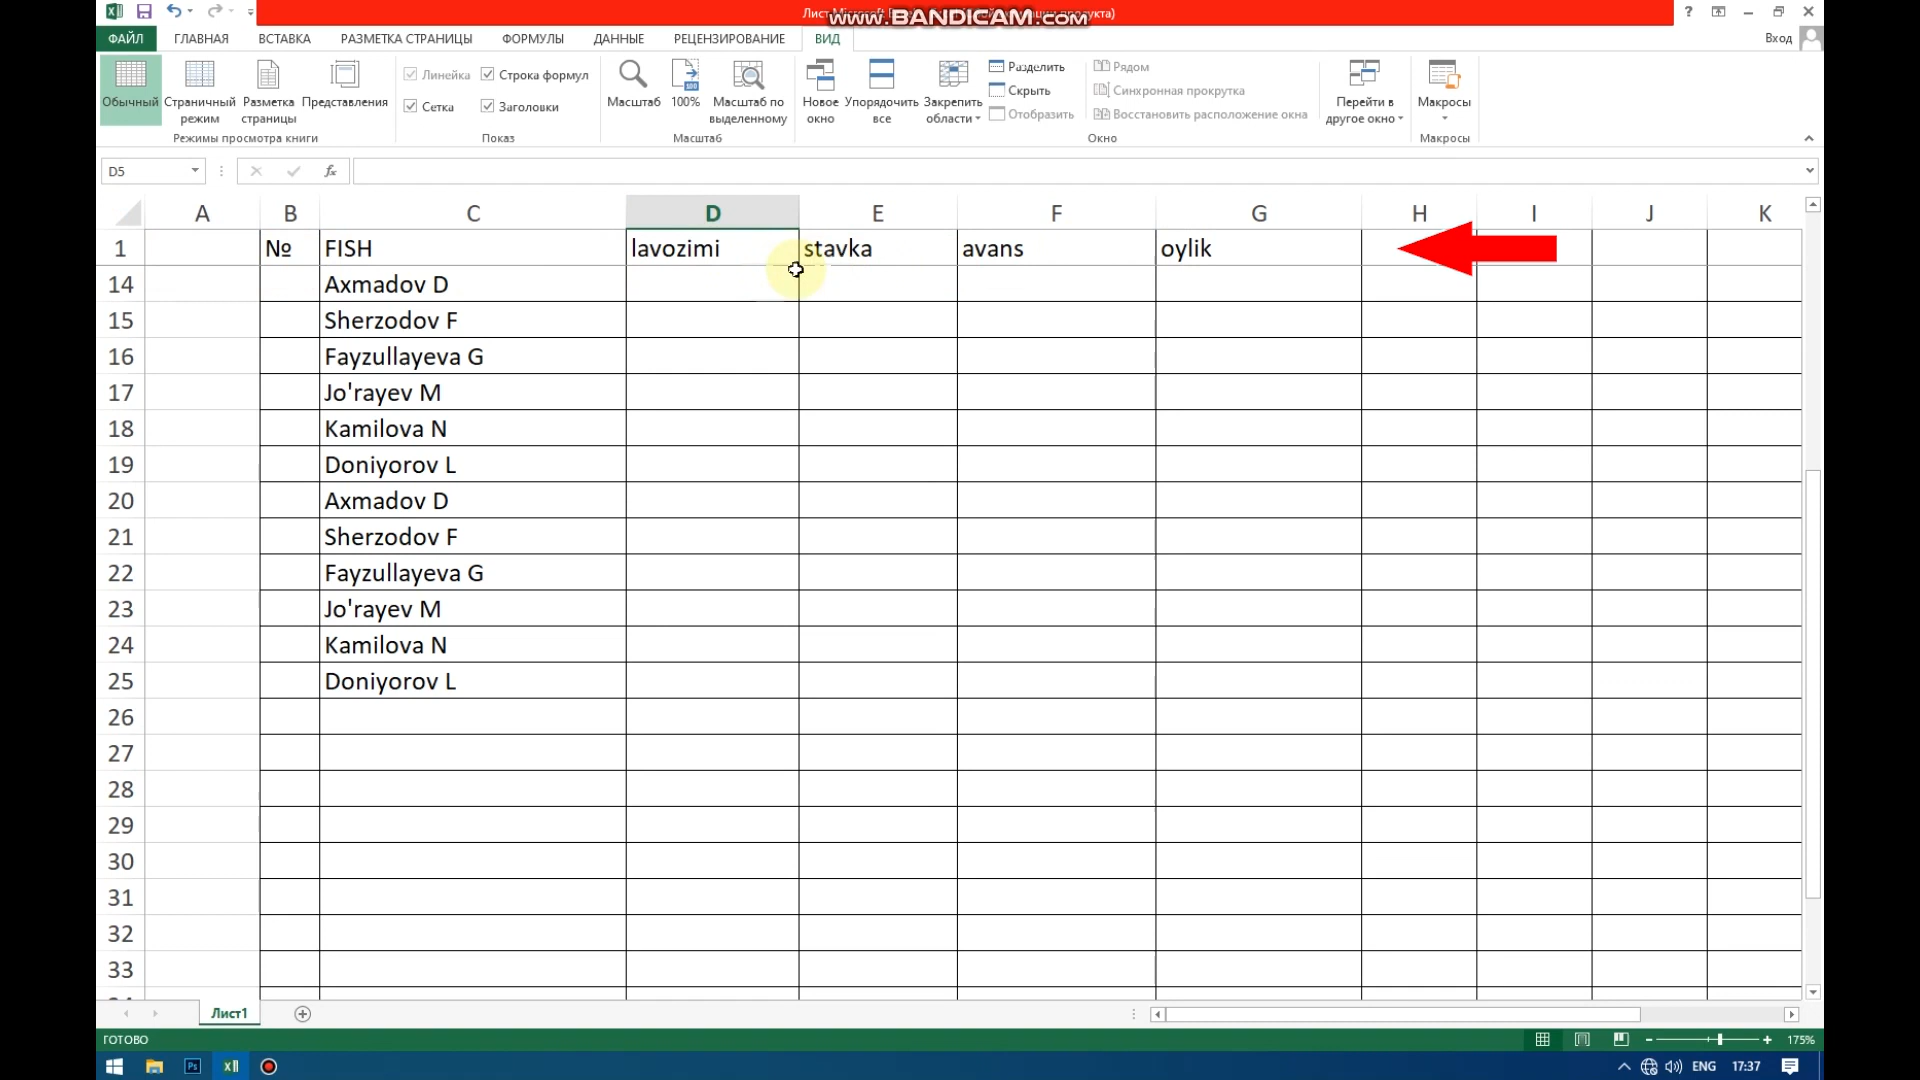 Лист
www.BANDICAM.com
ФАЙЛ ГЛАВНАЯ ВСТАВКА РАЗМЕТКА СТРАНИЦЫ ФОРМУЛЫ ДАННЫЕ РЕЦЕНЗИРОВАНИЕ ВИД Вход
Обычный Страничный режим Разметка страницы Представления
Режимы просмотра книги
Линейка Строка формул
Сетка Заголовки
Показ
Масштаб 100% Масштаб по выделенному
Масштаб
Новое окно Упорядочить все Закрепить области
Разделить
Скрыть
Отобразить
Рядом
Синхронная прокрутка
Восстановить расположение окна
Окно
Перейти в другое окно
Макросы
Макросы
D5 fx
A B C D E F G H I J K
1 № FISH lavozimi stavka avans oylik
14 Axmadov D
15 Sherzodov F
16 Fayzullayeva G
17 Jo'rayev M
18 Kamilova N
19 Doniyorov L
20 Axmadov D
21 Sherzodov F
22 Fayzullayeva G
23 Jo'rayev M
24 Kamilova N
25 Doniyorov L
26
27
28
29
30
31
32
33
Лист1
ГОТОВО 175%
Ps ENG 17:37